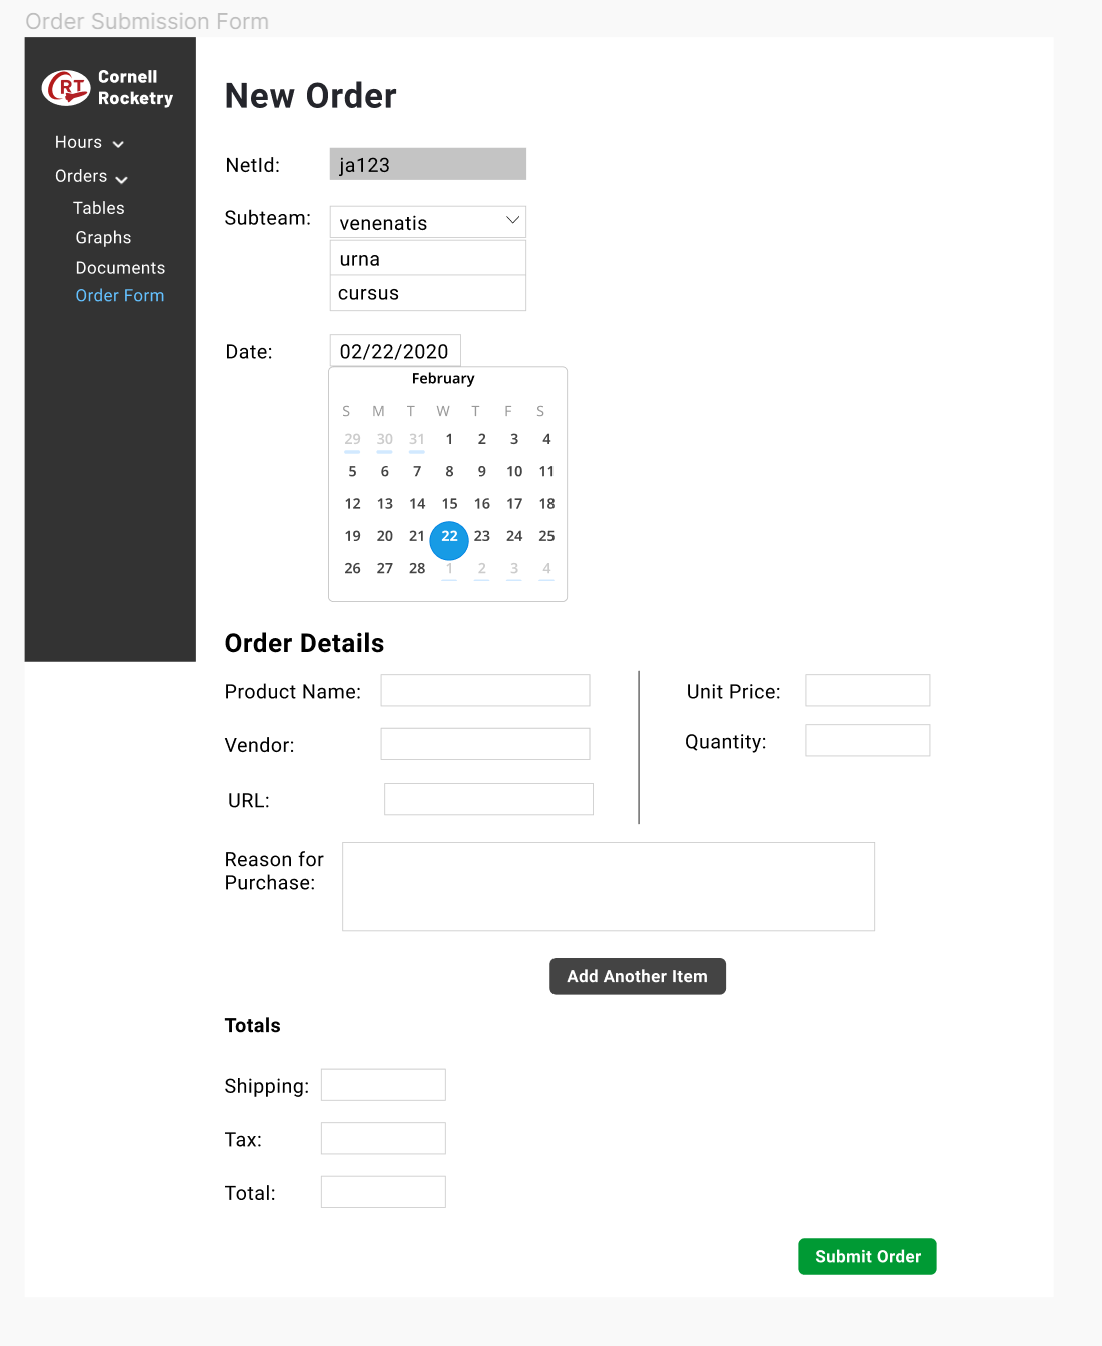 Order Submission Form
CRT Cornell
Rocketry
Hours
Orders
Tables
Graphs
Documents
Order Form
New Order
NetId: ja123
Subteam: venenatis
urna
cursus
Date: 02/22/2020
February
S M T W T F S
29 30 31 1 2 3 4
5 6 7 8 9 10 11
12 13 14 15 16 17 18
19 20 21 22 23 24 25
26 27 28 1 2 3 4
Order Details
Product Name:
Unit Price:
Vendor:
Quantity:
URL:
Reason for
Purchase:
Add Another Item
Totals
Shipping:
Tax:
Total:
Submit Order